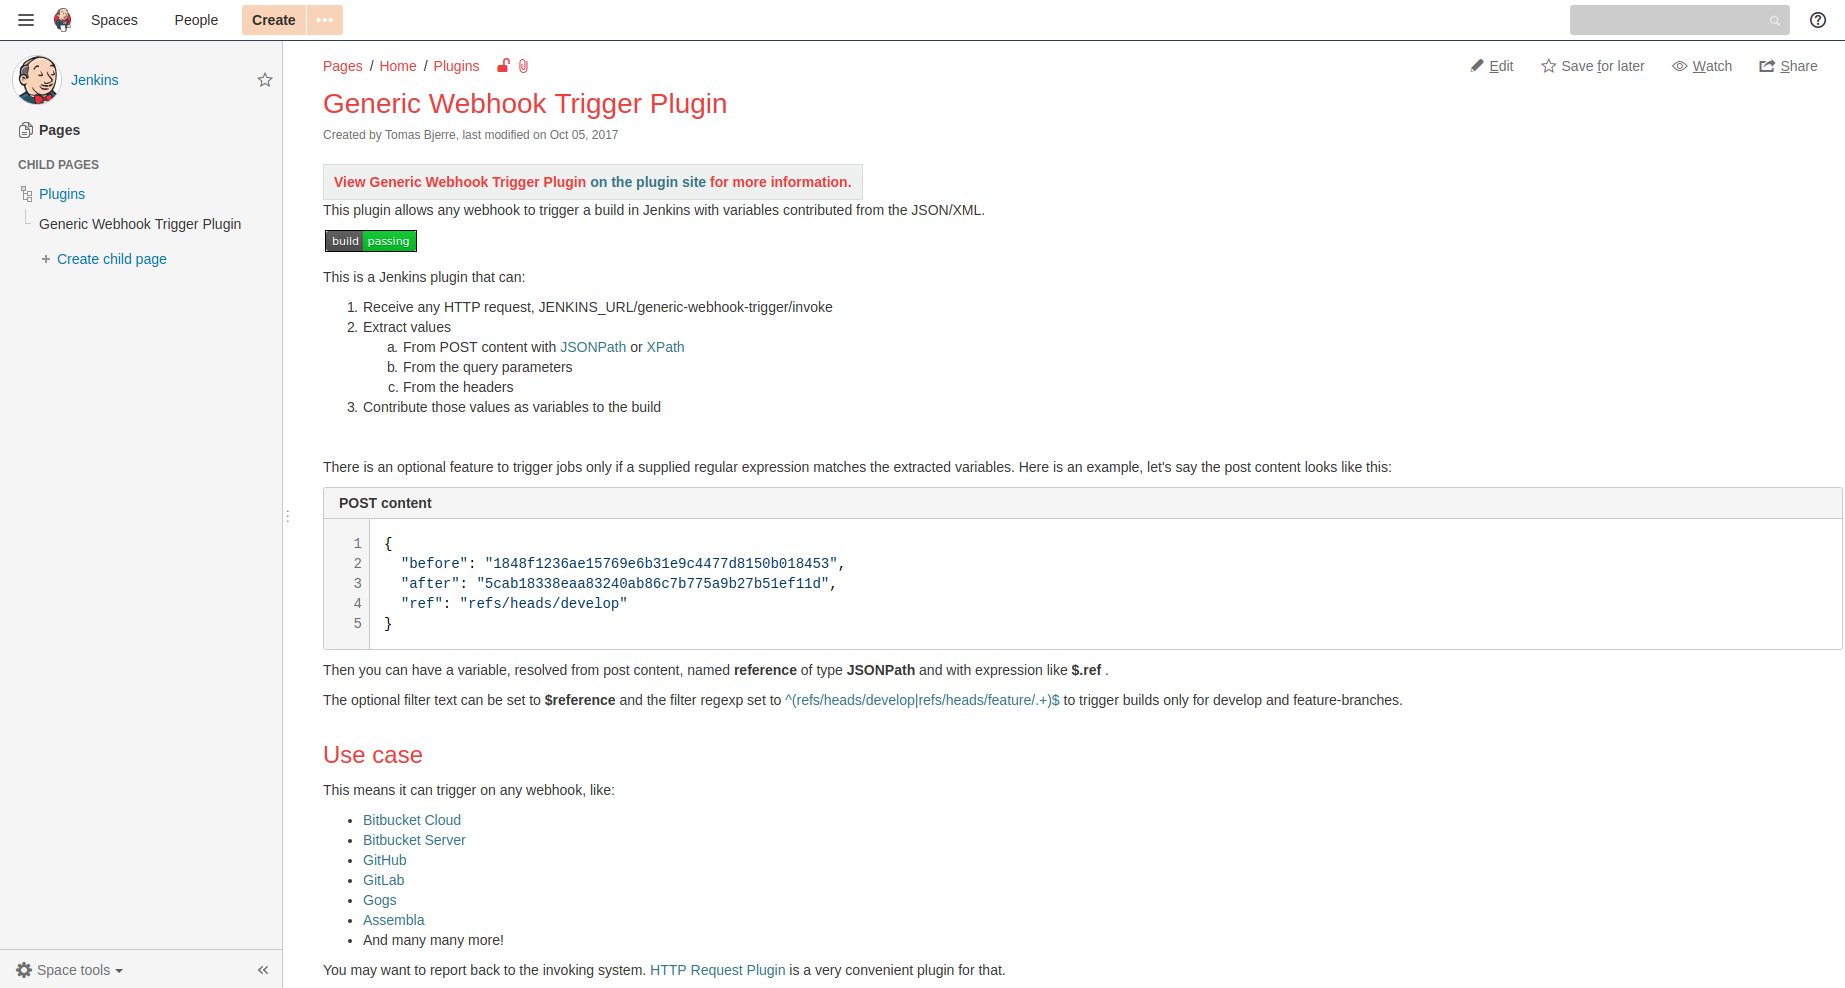 Spaces People Create
Jenkins
Pages
CHILD PAGES
Plugins
Generic Webhook Trigger Plugin
Create child page
Space tools
Pages / Home / Plugins
Edit Save for later Watch Share
Generic Webhook Trigger Plugin
Created by Tomas Bjerre, last modified on Oct 05, 2017
View Generic Webhook Trigger Plugin on the plugin site for more information.
This plugin allows any webhook to trigger a build in Jenkins with variables contributed from the JSON/XML.
build passing
This is a Jenkins plugin that can:
1. Receive any HTTP request, JENKINS_URL/generic-webhook-trigger/invoke
2. Extract values
a. From POST content with JSONPath or XPath
b. From the query parameters
c. From the headers
3. Contribute those values as variables to the build
There is an optional feature to trigger jobs only if a supplied regular expression matches the extracted variables. Here is an example, let's say the post content looks like this:
POST content
1 {
2 "before": "1848f1236ae15769e6b31e9c4477d8150b018453",
3 "after": "5cab18338eaa83240ab86c7b775a9b27b51ef11d",
4 "ref": "refs/heads/develop"
5 }
Then you can have a variable, resolved from post content, named reference of type JSONPath and with expression like $.ref .
The optional filter text can be set to $reference and the filter regexp set to ^(refs/heads/develop|refs/heads/feature/.+)$ to trigger builds only for develop and feature-branches.
Use case
This means it can trigger on any webhook, like:
• Bitbucket Cloud
• Bitbucket Server
• GitHub
• GitLab
• Gogs
• Assembla
• And many many more!
You may want to report back to the invoking system. HTTP Request Plugin is a very convenient plugin for that.